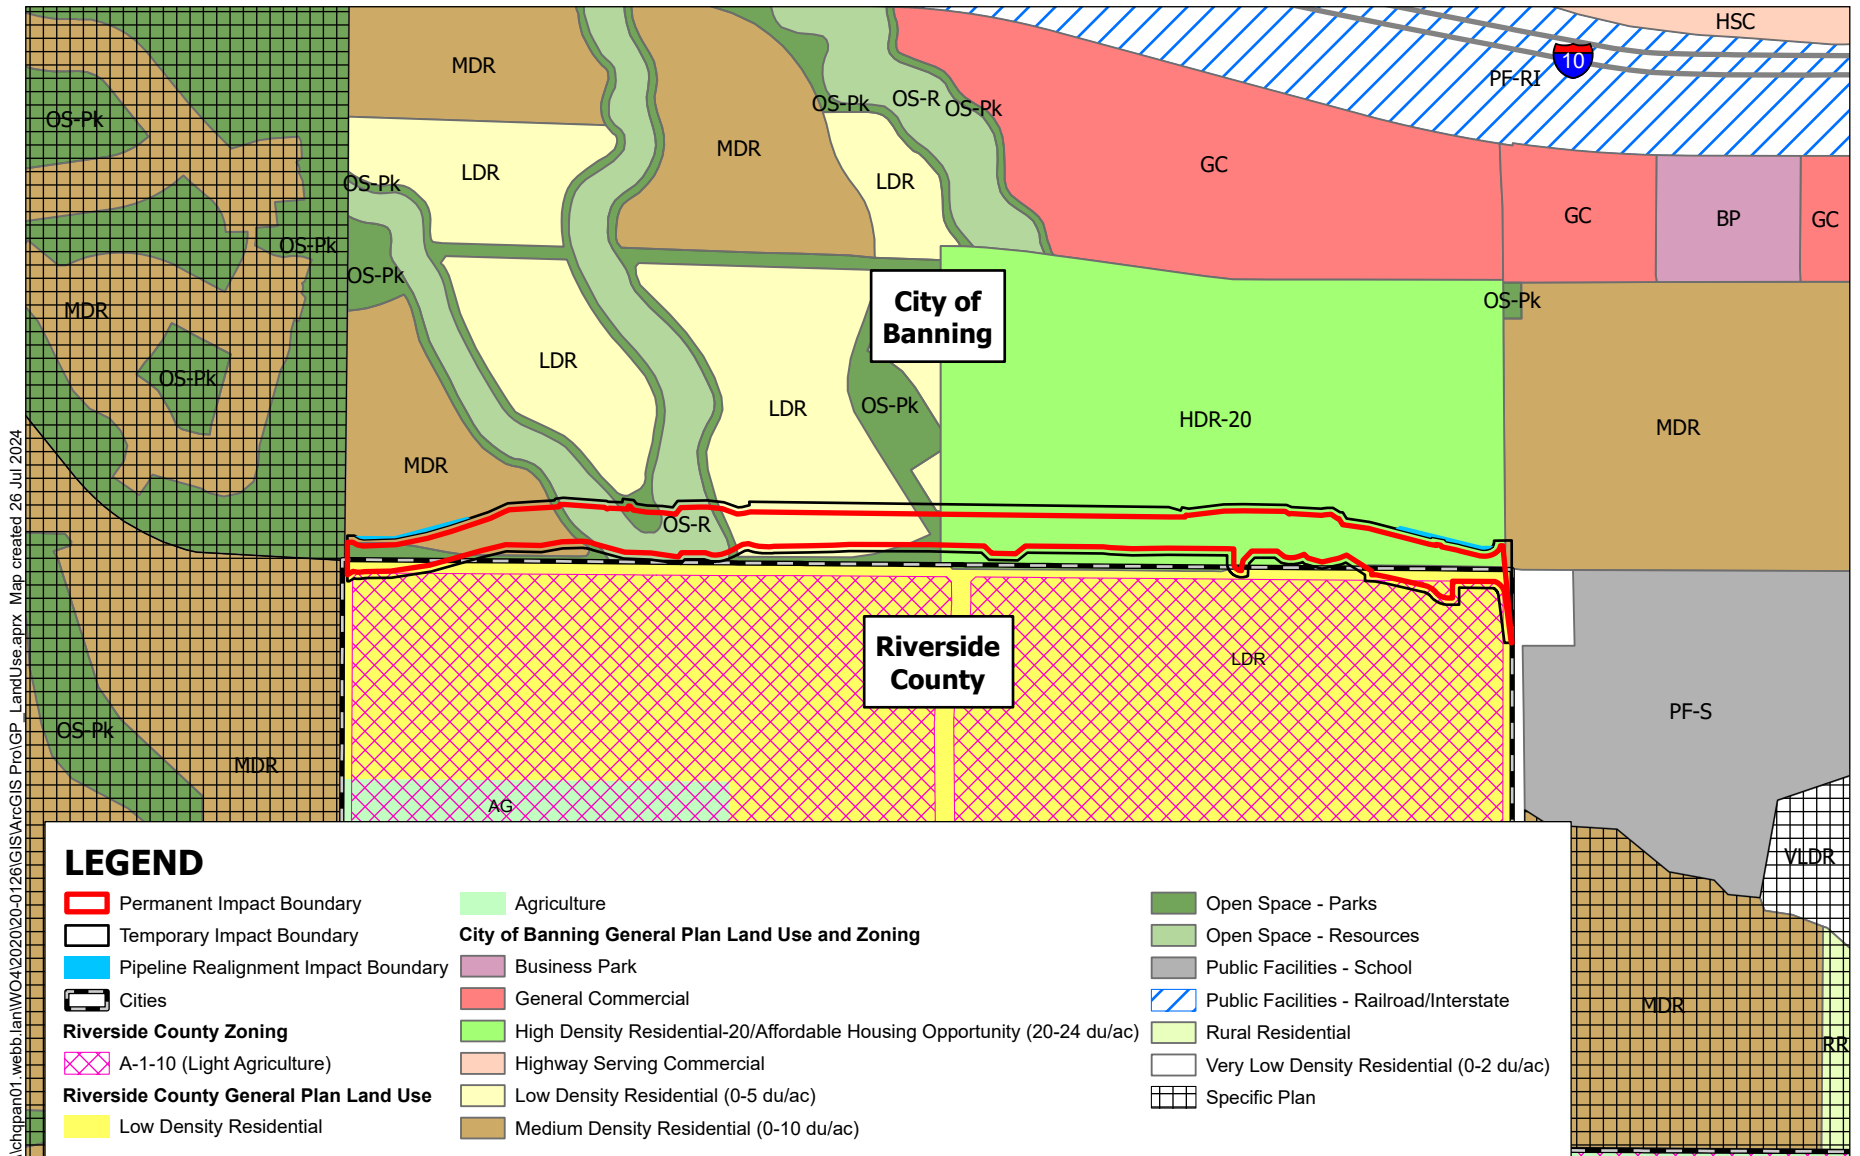 HSC
10
PF-RI
MDR
OS-Pk
OS-R
OS-Pk
OS-Pk
MDR
GC
LDR
LDR
OS-Pk
GC
BP
GC
OS-Pk
OS-Pk
City of
Banning
OS-Pk
MDR
LDR
OS-Pk
LDR
OS-Pk
HDR-20
MDR
MDR
OS-R
Riverside
County
LDR
PF-S
OS-Pk
MDR
AG
VLDR
MDR
RR
LEGEND
Permanent Impact Boundary
Temporary Impact Boundary
Pipeline Realignment Impact Boundary
Cities
Riverside County Zoning
A-1-10 (Light Agriculture)
Riverside County General Plan Land Use
Low Density Residential
Agriculture
City of Banning General Plan Land Use and Zoning
Business Park
General Commercial
High Density Residential-20/Affordable Housing Opportunity (20-24 du/ac)
Highway Serving Commercial
Low Density Residential (0-5 du/ac)
Medium Density Residential (0-10 du/ac)
Open Space - Parks
Open Space - Resources
Public Facilities - School
Public Facilities - Railroad/Interstate
Rural Residential
Very Low Density Residential (0-2 du/ac)
Specific Plan
\chqpan01.webb.lan\WO4\2020\20-0126\GIS\ArcGIS Pro\GP_LandUse.aprx Map created 26 Jul 2024